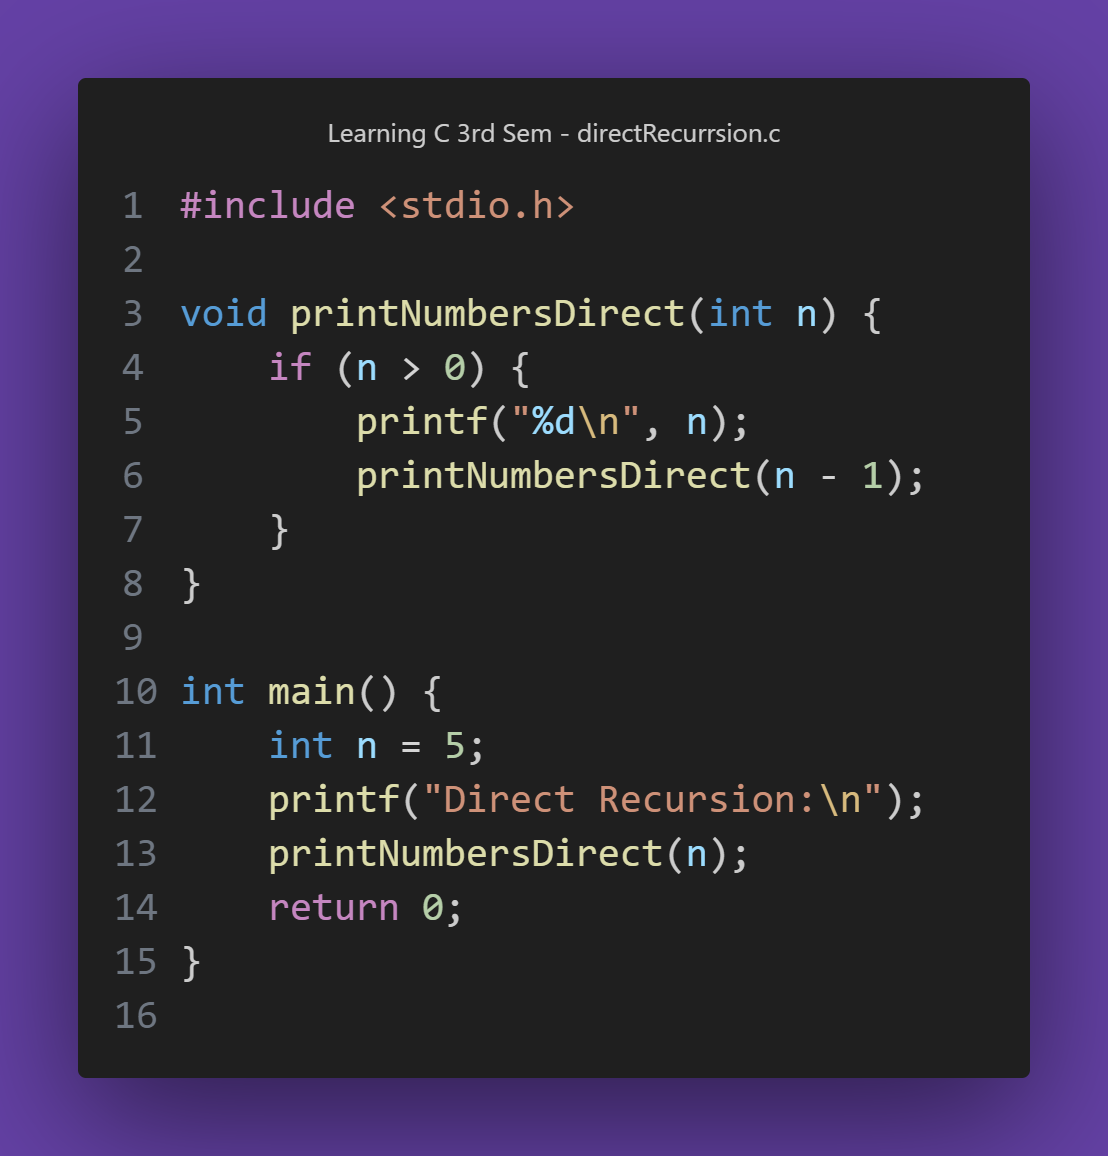 Learning C 3rd Sem - directRecurrsion.c
1 #include <stdio.h>
2
3 void printNumbersDirect(int n) {
4     if (n > 0) {
5         printf("%d\n", n);
6         printNumbersDirect(n - 1);
7     }
8 }
9
10 int main() {
11     int n = 5;
12     printf("Direct Recursion:\n");
13     printNumbersDirect(n);
14     return 0;
15 }
16